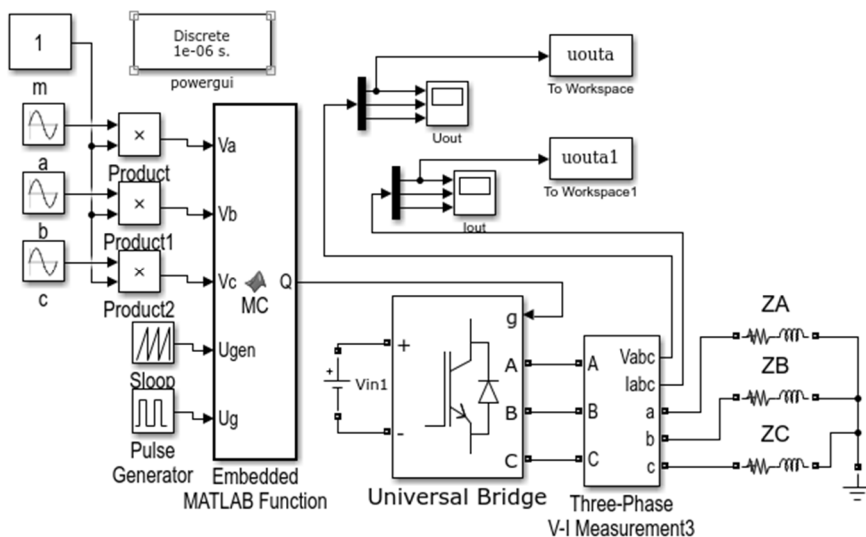 1
m
Discrete
1e-06 s.
powergui
a
×
Product
b
×
Product1
c
×
Product2
Sloop
Pulse
Generator
Va
Vb
Vc
Ugen
Ug
MC
Q
Embedded
MATLAB Function
Uout
uouta
To Workspace
Iout
uouta1
To Workspace1
+
Vin1
+
-
g
A
B
C
Universal Bridge
A
B
C
Vabc
Iabc
a
b
c
Three-Phase
V-I Measurement3
ZA
ZB
ZC